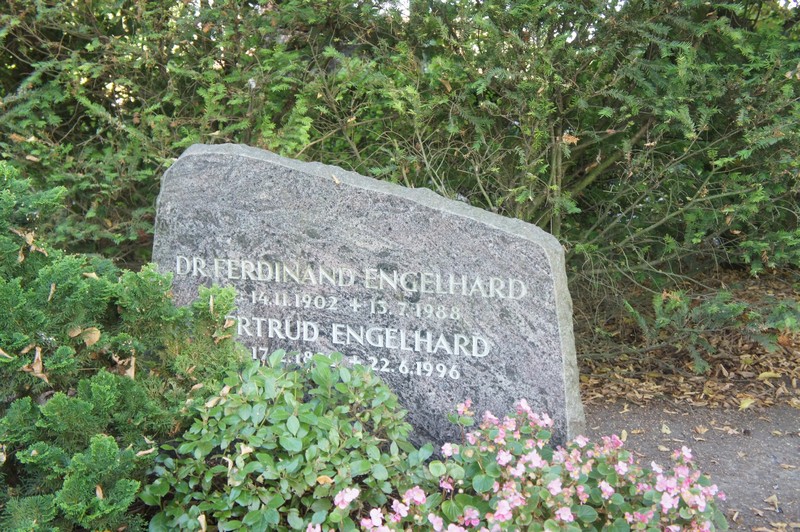 DR. FERDINAND ENGELHARD
14.11.1902 + 13.7.1988
ERTRUD ENGELHARD
+ 22.6.1996